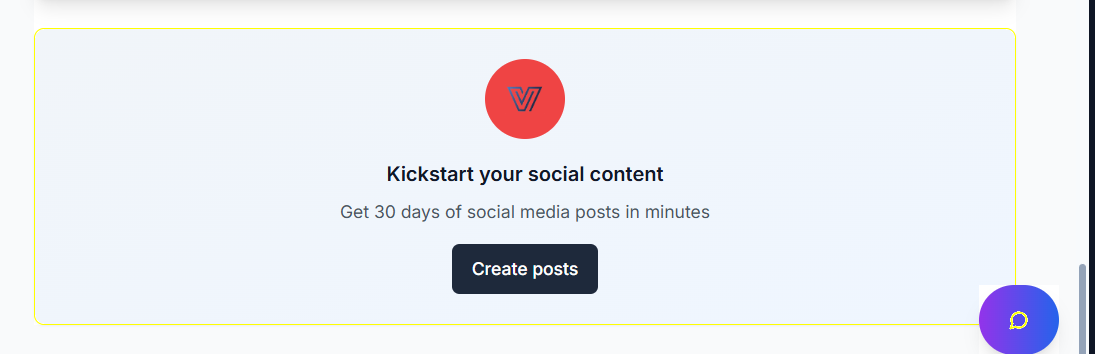 Kickstart your social content
Get 30 days of social media posts in minutes
Create posts